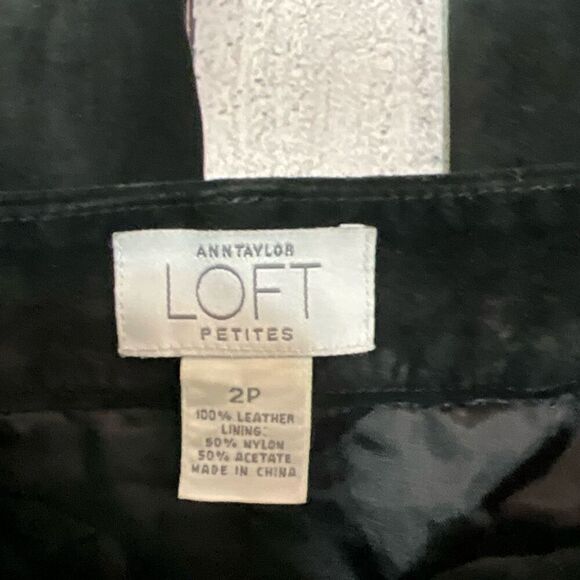 ANNTAYLOR
LOFT
PETITES
2P
100% LEATHER
LINING:
50% NYLON
50% ACETATE
MADE IN CHINA